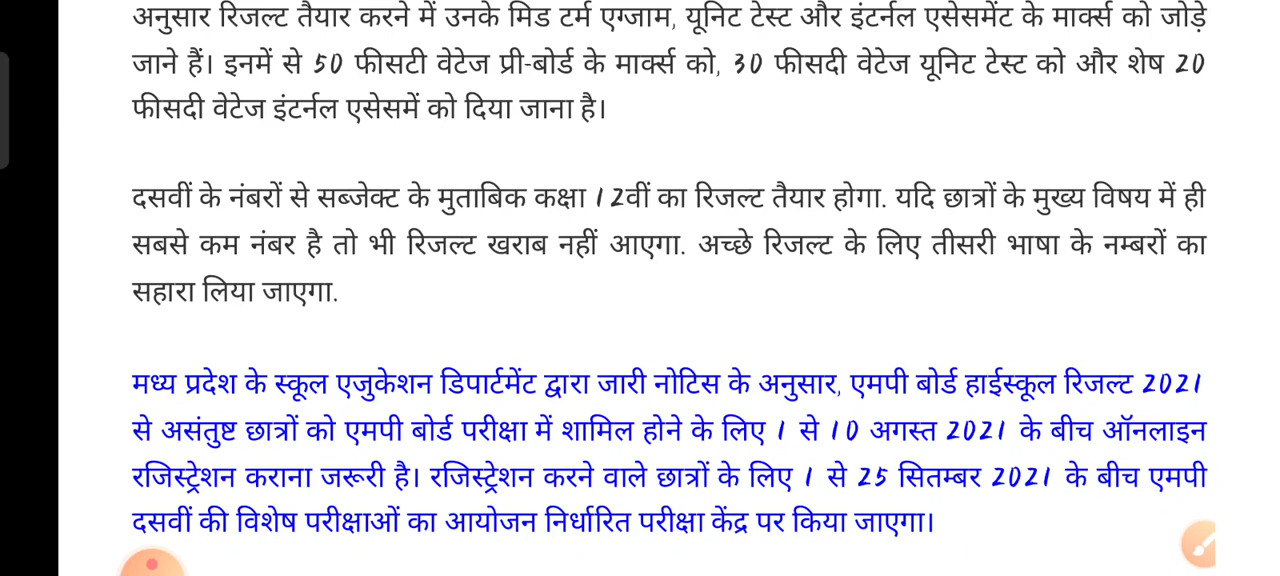 अनुसार रिजल्ट तैयार करने में उनके मिड टर्म एग्जाम, यूनिट टेस्ट और इंटर्नल एसेसमेंट के मार्क्स को जोड़े
जाने हैं। इनमें से 50 फीसटी वेटेज प्री-बोर्ड के मार्क्स को, 30 फीसदी वेटेज यूनिट टेस्ट को और शेष 20
फीसदी वेटेज इंटर्नल एसेसमें को दिया जाना है।
दसवीं के नंबरों से सब्जेक्ट के मुताबिक कक्षा 12वीं का रिजल्ट तैयार होगा. यदि छात्रों के मुख्य विषय में ही
सबसे कम नंबर है तो भी रिजल्ट खराब नहीं आएगा. अच्छे रिजल्ट के लिए तीसरी भाषा के नम्बरों का
सहारा लिया जाएगा.
मध्य प्रदेश के स्कूल एजुकेशन डिपार्टमेंट द्वारा जारी नोटिस के अनुसार, एमपी बोर्ड हाईस्कूल रिजल्ट 2021
से असंतुष्ट छात्रों को एमपी बोर्ड परीक्षा में शामिल होने के लिए 1 से 10 अगस्त 2021 के बीच ऑनलाइन
रजिस्ट्रेशन कराना जरूरी है। रजिस्ट्रेशन करने वाले छात्रों के लिए 1 से 25 सितम्बर 2021 के बीच एमपी
दसवीं की विशेष परीक्षाओं का आयोजन निर्धारित परीक्षा केंद्र पर किया जाएगा।